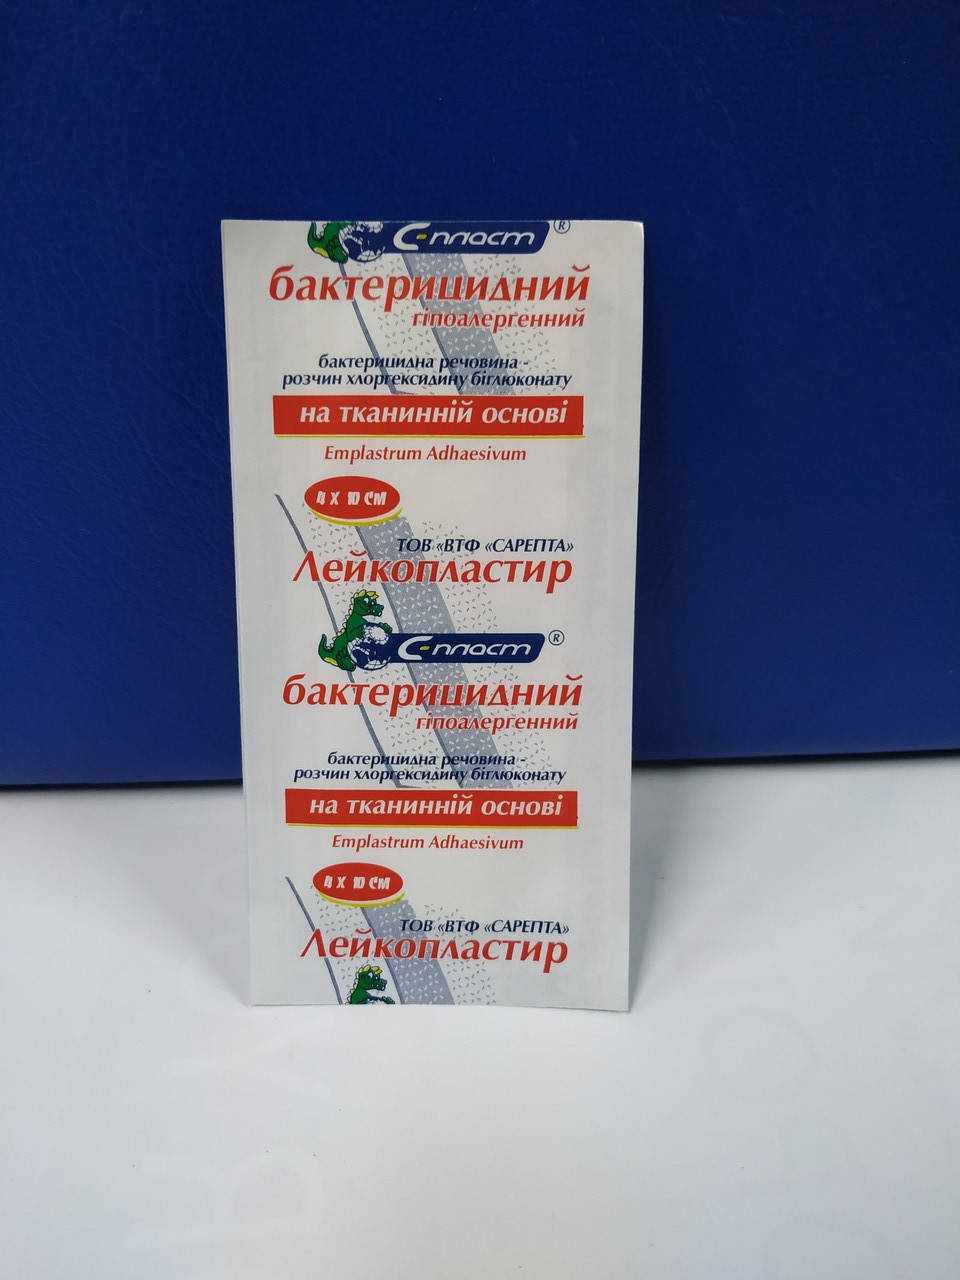 С-пласт ®
бактерицидний
гіпоалергенний
бактерицидна речовина -
розчин хлоргексидину біглюконату
на тканинній основі
Emplastrum Adhaesivum
4 Х 10 СМ
ТОВ «ВТФ «САРЕПТА»
Лейкопластир
С-пласт ®
бактерицидний
гіпоалергенний
бактерицидна речовина -
розчин хлоргексидину біглюконату
на тканинній основі
Emplastrum Adhaesivum
4 Х 10 СМ
ТОВ «ВТФ «САРЕПТА»
Лейкопластир